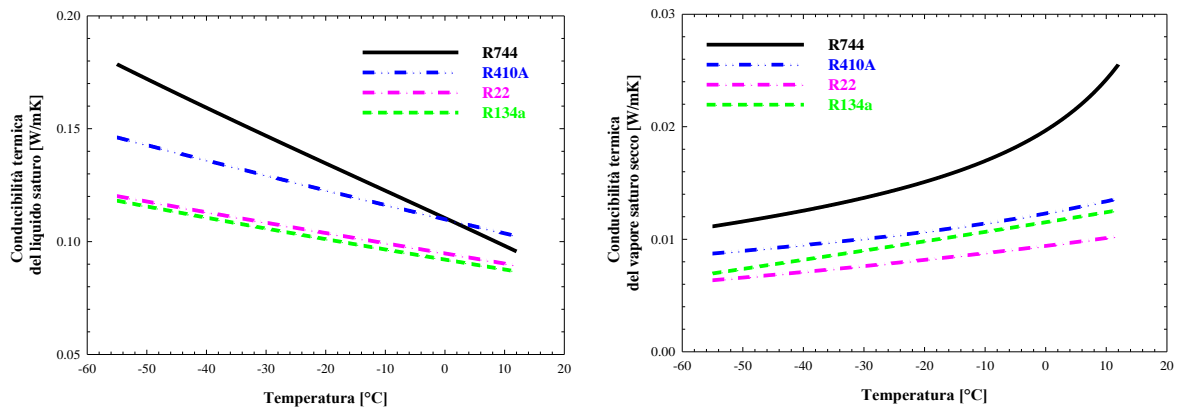 Conducibilità termica
del liquido saturo [W/mK]
0.20
0.15
0.10
0.05
R744
R410A
R22
R134a
-60 -50 -40 -30 -20 -10 0 10 20
Temperatura [°C]
Conducibilità termica
del vapore saturo secco [W/mK]
0.03
0.02
0.01
0.00
R744
R410A
R22
R134a
-60 -50 -40 -30 -20 -10 0 10 20
Temperatura [°C]